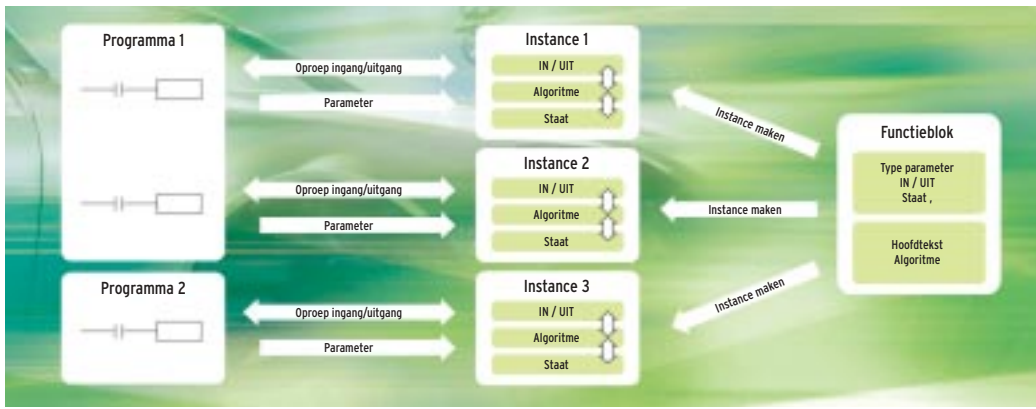 Programma 1
Oproep ingang/uitgang
Parameter
Oproep ingang/uitgang
Parameter
Programma 2
Oproep ingang/uitgang
Parameter
Instance 1
IN / UIT
Algoritme
Staat
Instance 2
IN / UIT
Algoritme
Staat
Instance 3
IN / UIT
Algoritme
Staat
Instance maken
Instance maken
Instance maken
Functieblok
Type parameter
IN / UIT
Staat ,
Hoofdtekst
Algoritme